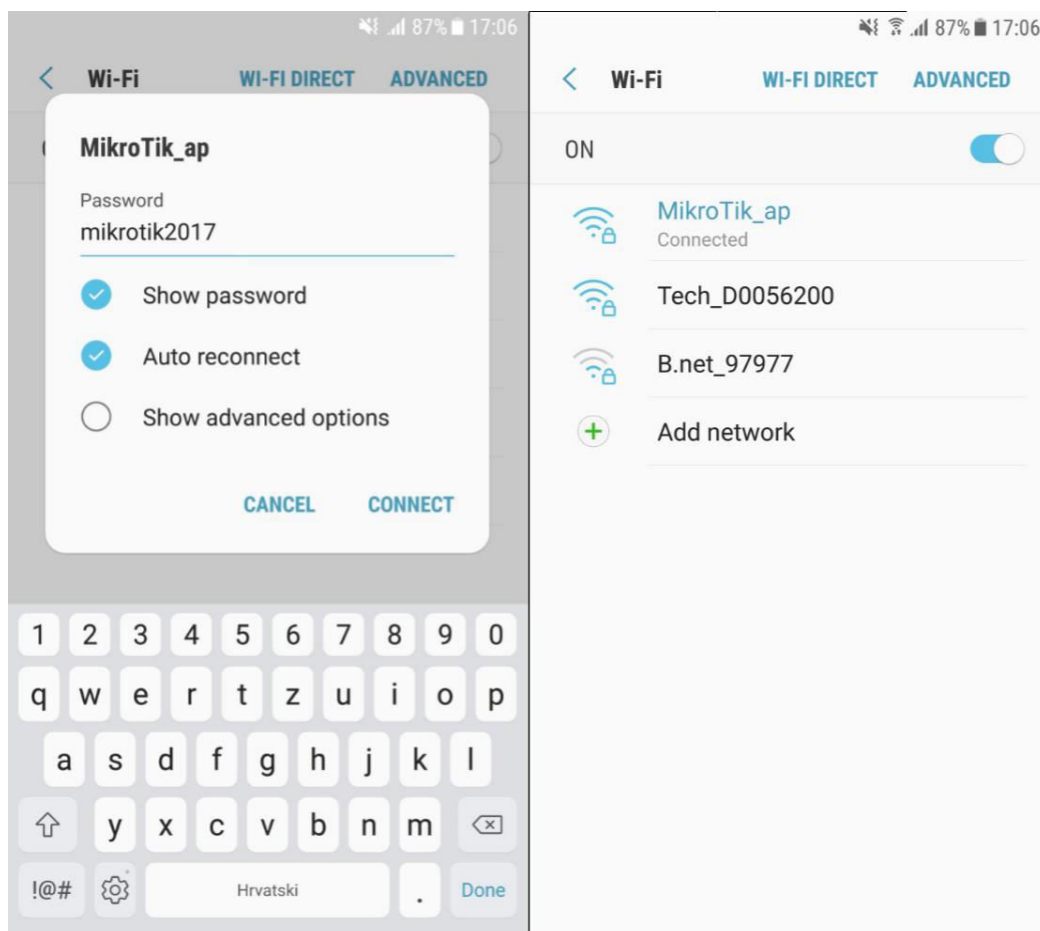 87% 17:06
Wi-Fi WI-FI DIRECT ADVANCED
MikroTik_ap
Password
mikrotik2017
Show password
Auto reconnect
Show advanced options
CANCEL CONNECT
1 2 3 4 5 6 7 8 9 0
q w e r t z u i o p
a s d f g h j k l
y x c v b n m
!@# Hrvatski . Done
87% 17:06
Wi-Fi WI-FI DIRECT ADVANCED
ON
MikroTik_ap
Connected
Tech_D0056200
B.net_97977
Add network